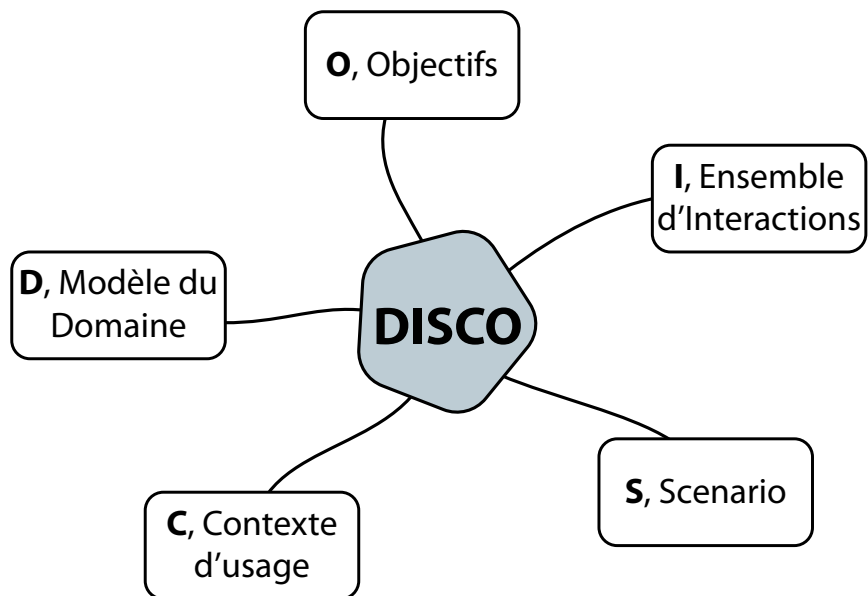 O, Objectifs
I, Ensemble
d’Interactions
D, Modèle du
Domaine
DISCO
S, Scenario
C, Contexte
d’usage